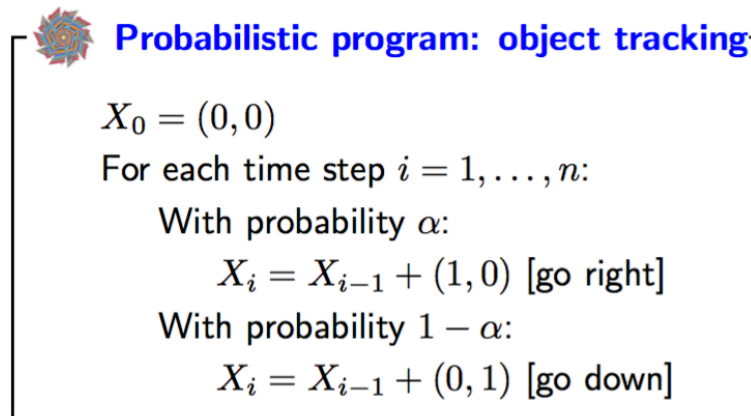 Probabilistic program: object tracking
X₀ = (0, 0)
For each time step i = 1, . . . , n:
With probability α:
Xᵢ = Xᵢ₋₁ + (1, 0) [go right]
With probability 1 − α:
Xᵢ = Xᵢ₋₁ + (0, 1) [go down]